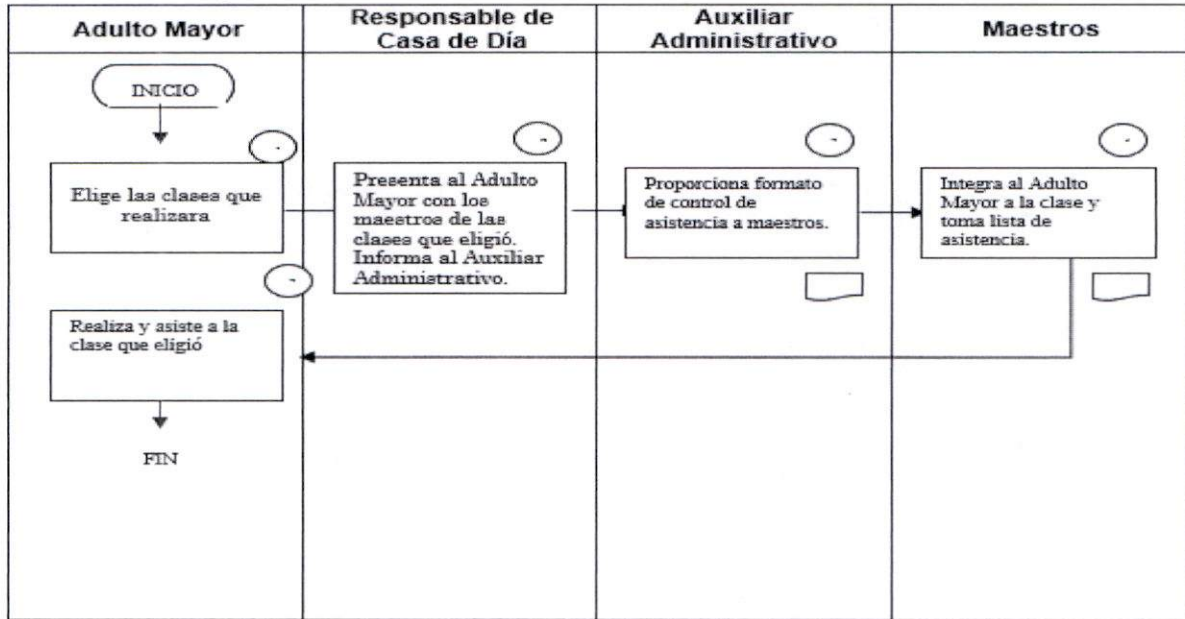 Adulto Mayor
Responsable de
Casa de Día
Auxiliar
Administrativo
Maestros
INICIO
Elige las clases que
realizara
Presenta al Adulto
Mayor con los
maestros de las
clases que eligió.
Informa al Auxiliar
Administrativo.
Proporciona formato
de control de
asistencia a maestros.
Integra al Adulto
Mayor a la clase y
toma lista de
asistencia.
Realiza y asiste a la
clase que eligió
FIN